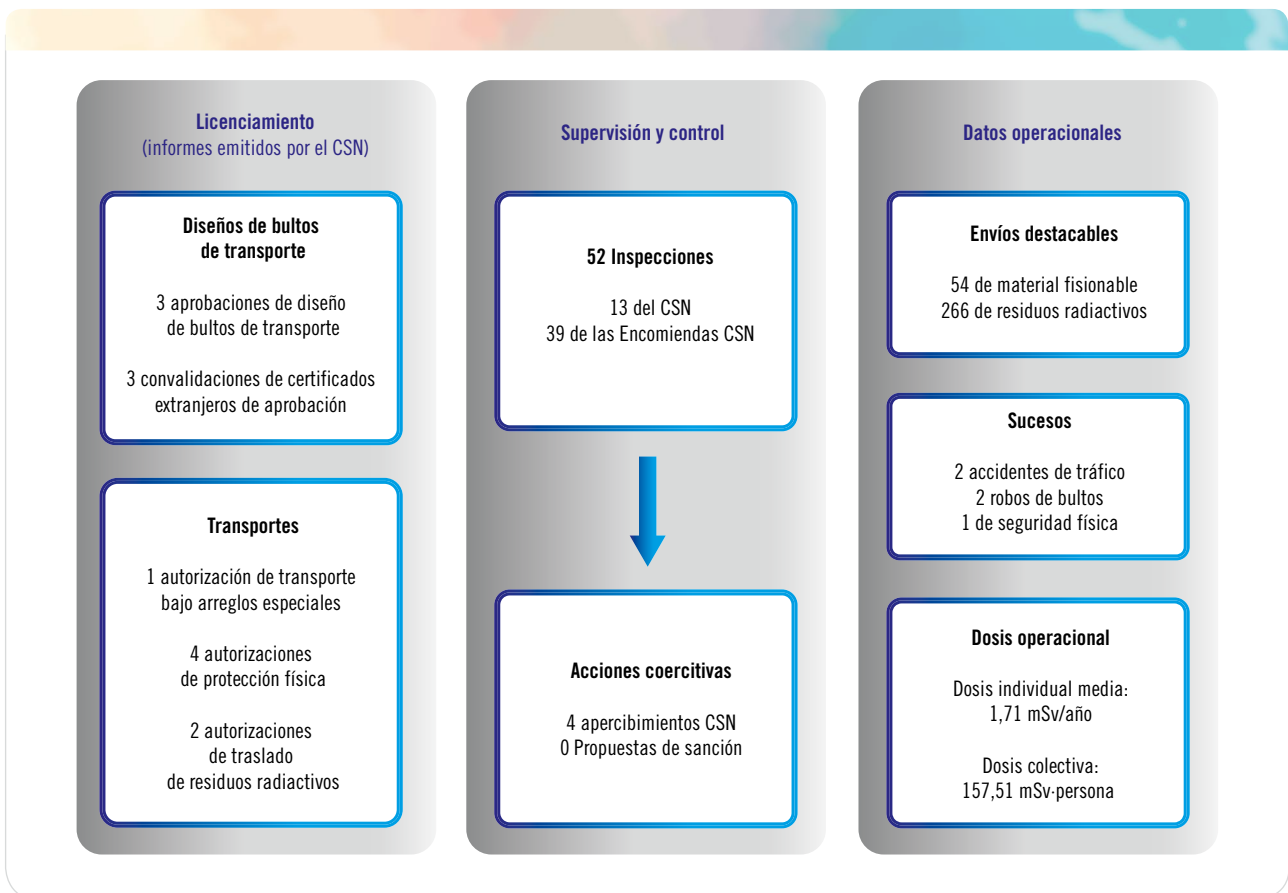 Licenciamiento
(informes emitidos por el CSN)
Diseños de bultos
de transporte
3 aprobaciones de diseño
de bultos de transporte
3 convalidaciones de certificados
extranjeros de aprobación
Transportes
1 autorización de transporte
bajo arreglos especiales
4 autorizaciones
de protección física
2 autorizaciones
de traslado
de residuos radiactivos
Supervisión y control
52 Inspecciones
13 del CSN
39 de las Encomiendas CSN
Acciones coercitivas
4 apercibimientos CSN
0 Propuestas de sanción
Datos operacionales
Envíos destacables
54 de material fisionable
266 de residuos radiactivos
Sucesos
2 accidentes de tráfico
2 robos de bultos
1 de seguridad física
Dosis operacional
Dosis individual media:
1,71 mSv/año
Dosis colectiva:
157,51 mSv·persona